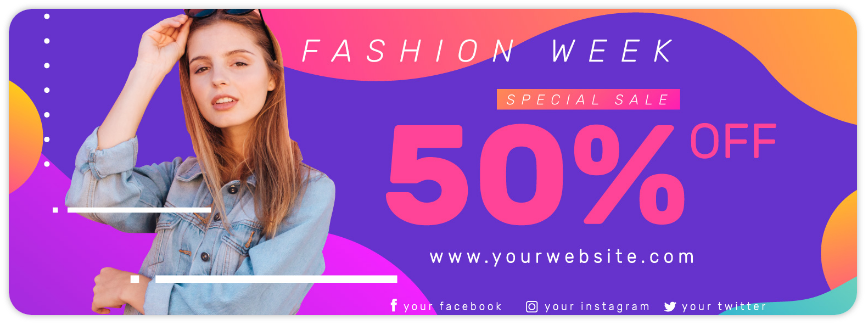 FASHION WEEK
SPECIAL SALE
50% OFF
www.yourwebsite.com
your facebook your instagram your twitter